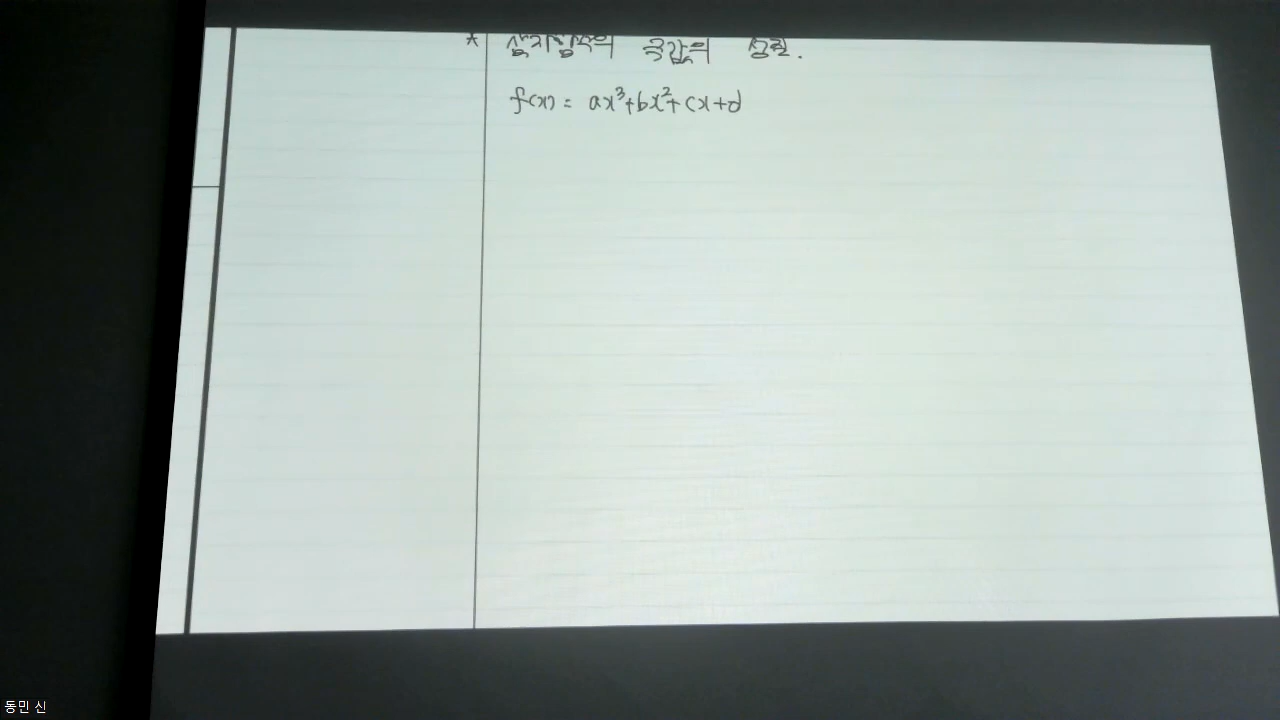 * 삼차함수의 극값의 성질.
f(x) = ax³+bx²+cx+d
동민 신